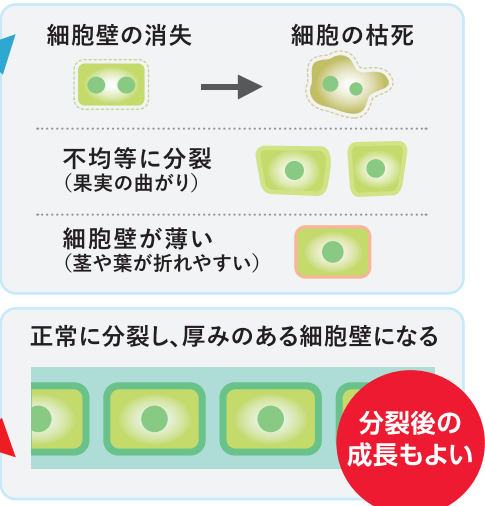 細胞壁の消失
細胞の枯死
不均等に分裂
（果実の曲がり）
細胞壁が薄い
（茎や葉が折れやすい）
正常に分裂し、厚みのある細胞壁になる
分裂後の
成長もよい